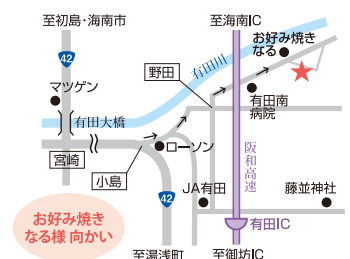 至初島・海南市
至海南IC
42
お好み焼き
なる
野田
有田川
マツゲン
有田南
病院
有田大橋
宮崎
ローソン
阪和高速
小島
42
JA有田
藤並神社
お好み焼き
なる様 向かい
有田IC
至湯浅町
至御坊IC